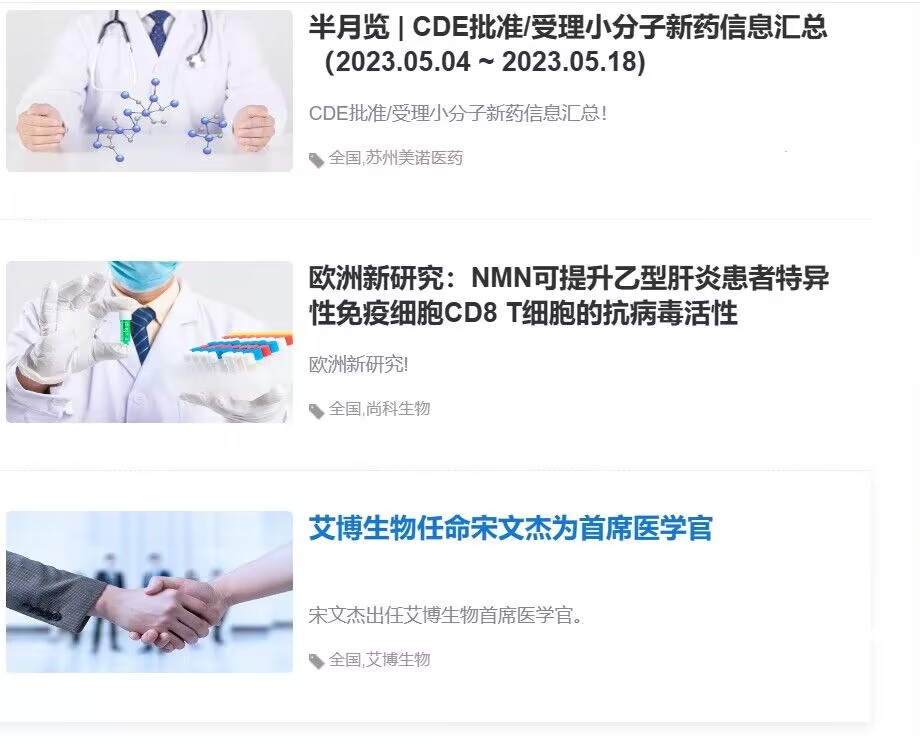 半月览 | CDE批准/受理小分子新药信息汇总
（2023.05.04 ~ 2023.05.18)
CDE批准/受理小分子新药信息汇总！
全国,苏州美诺医药
欧洲新研究：NMN可提升乙型肝炎患者特异
性免疫细胞CD8 T细胞的抗病毒活性
欧洲新研究!
全国,尚科生物
艾博生物任命宋文杰为首席医学官
宋文杰出任艾博生物首席医学官。
全国,艾博生物